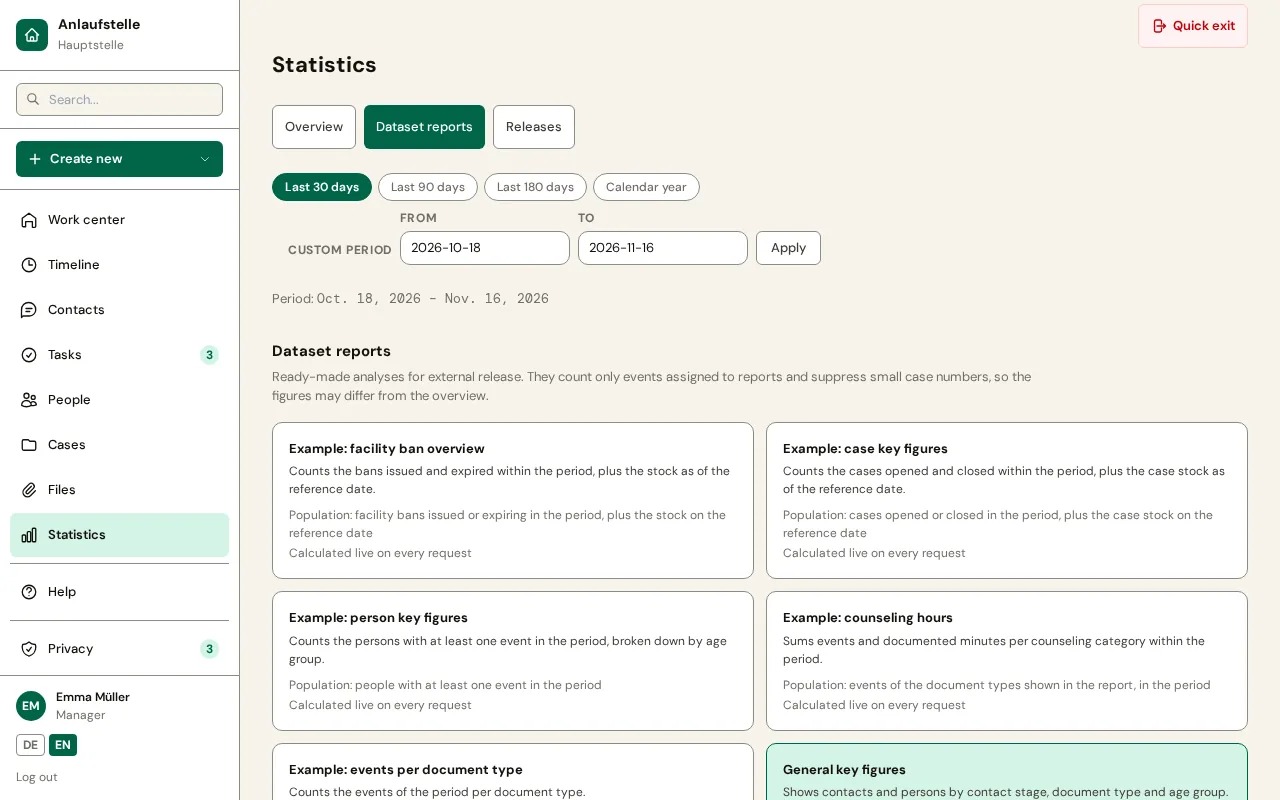 Anlaufstelle
Hauptstelle
Search...
Create new
Work center
Timeline
Contacts
Tasks 3
People
Cases
Files
Statistics
Help
Privacy 3
EM
Emma Müller
Manager
DE EN
Log out
Quick exit
Statistics
Overview Dataset reports Releases
Last 30 days Last 90 days Last 180 days Calendar year
FROM TO
CUSTOM PERIOD 2026-10-18 2026-11-16 Apply
Period: Oct. 18, 2026 – Nov. 16, 2026
Dataset reports
Ready-made analyses for external release. They count only events assigned to reports and suppress small case numbers, so the
figures may differ from the overview.
Example: facility ban overview
Counts the bans issued and expired within the period, plus the stock as of the
reference date.
Population: facility bans issued or expiring in the period, plus the stock on the
reference date
Calculated live on every request
Example: case key figures
Counts the cases opened and closed within the period, plus the case stock as
of the reference date.
Population: cases opened or closed in the period, plus the case stock on the
reference date
Calculated live on every request
Example: person key figures
Counts the persons with at least one event in the period, broken down by age
group.
Population: people with at least one event in the period
Calculated live on every request
Example: counseling hours
Sums events and documented minutes per counseling category within the
period.
Population: events of the document types shown in the report, in the period
Calculated live on every request
Example: events per document type
Counts the events of the period per document type.
General key figures
Shows contacts and persons by contact stage, document type and age group.